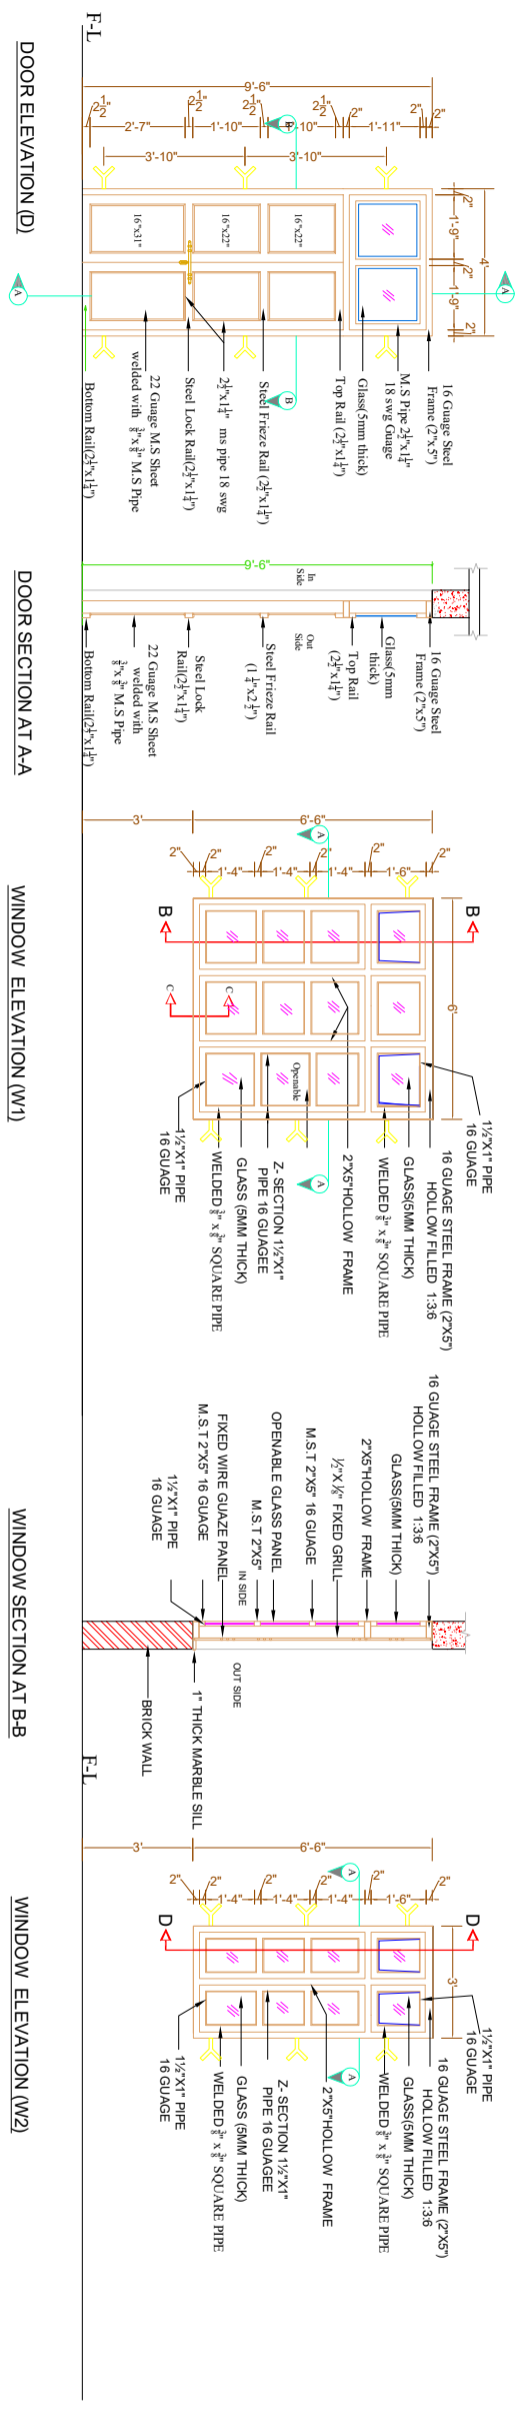 F-L
9'-6"
2½" 2'-7" 2½" 1'-10" 2½" 1'-10" 2½" 2" 1'-11" 2" 2"
3'-10" 3'-10"
4'
2" 1'-9" 2" 1'-9" 2"
16"x31"
16"x22"
16"x22"
A
A
B
B
16 Guage Steel
Frame (2"x5")
M.S Pipe 2½"x1¼"
18 swg Guage
Glass(5mm thick)
Top Rail (2½"x1¼")
Steel Frieze Rail (2½"x1¼")
2½"x1¼" ms pipe 18 swg
Steel Lock Rail(2½"x1¼")
22 Guage M.S Sheet
welded with ⅜"x ⅜" M.S Pipe
Bottom Rail(2½"x1¼")
DOOR ELEVATION (D)
9'-6"
In
Side
Out
Side
16 Guage Steel
Frame (2"x5")
Glass(5mm
thick)
Top Rail
(2½"x1¼")
Steel Frieze Rail
(1 ¼"x2 ½")
Steel Lock
Rail(2½"x1¼")
22 Guage M.S Sheet
welded with
⅜"x ⅜" M.S Pipe
Bottom Rail(2½"x1¼")
DOOR SECTION AT A-A
3' 6'-6"
2" 2" 1'-4" 2" 1'-4" 2" 1'-4" 2" 1'-6" 2"
6'
A
A
B
B
C
C
Openable
1½"X1" PIPE
16 GUAGE
16 GUAGE STEEL FRAME (2"X5")
HOLLOW FILLED 1:3:6
GLASS(5MM THICK)
WELDED ⅜" x ⅜" SQUARE PIPE
2"X5"HOLLOW FRAME
Z- SECTION 1½"X1"
PIPE 16 GUAGEE
GLASS (5MM THICK)
WELDED ⅜" x ⅜" SQUARE PIPE
1½"X1" PIPE
16 GUAGE
WINDOW ELEVATION (W1)
16 GUAGE STEEL FRAME (2"X5")
HOLLOW FILLED 1:3:6
GLASS(5MM THICK)
2"X5"HOLLOW FRAME
½"X⅛" FIXED GRILL
M.S.T 2"X5" 16 GUAGE
OPENABLE GLASS PANEL
M.S.T 2"X5"
FIXED WIRE GUAZE PANEL
M.S.T 2"X5" 16 GUAGE
1½"X1" PIPE
16 GUAGE
IN SIDE
OUT SIDE
1" THICK MARBLE SILL
BRICK WALL
WINDOW SECTION AT B-B
F-L
3' 6'-6"
2" 2" 1'-4" 2" 1'-4" 2" 1'-4" 2" 1'-6" 2"
3'
A
A
D
D
1½"X1" PIPE
16 GUAGE
16 GUAGE STEEL FRAME (2"X5")
HOLLOW FILLED 1:3:6
GLASS(5MM THICK)
WELDED ⅜" x ⅜" SQUARE PIPE
2"X5"HOLLOW FRAME
Z- SECTION 1½"X1"
PIPE 16 GUAGEE
GLASS (5MM THICK)
WELDED ⅜" x ⅜" SQUARE PIPE
1½"X1" PIPE
16 GUAGE
WINDOW ELEVATION (W2)